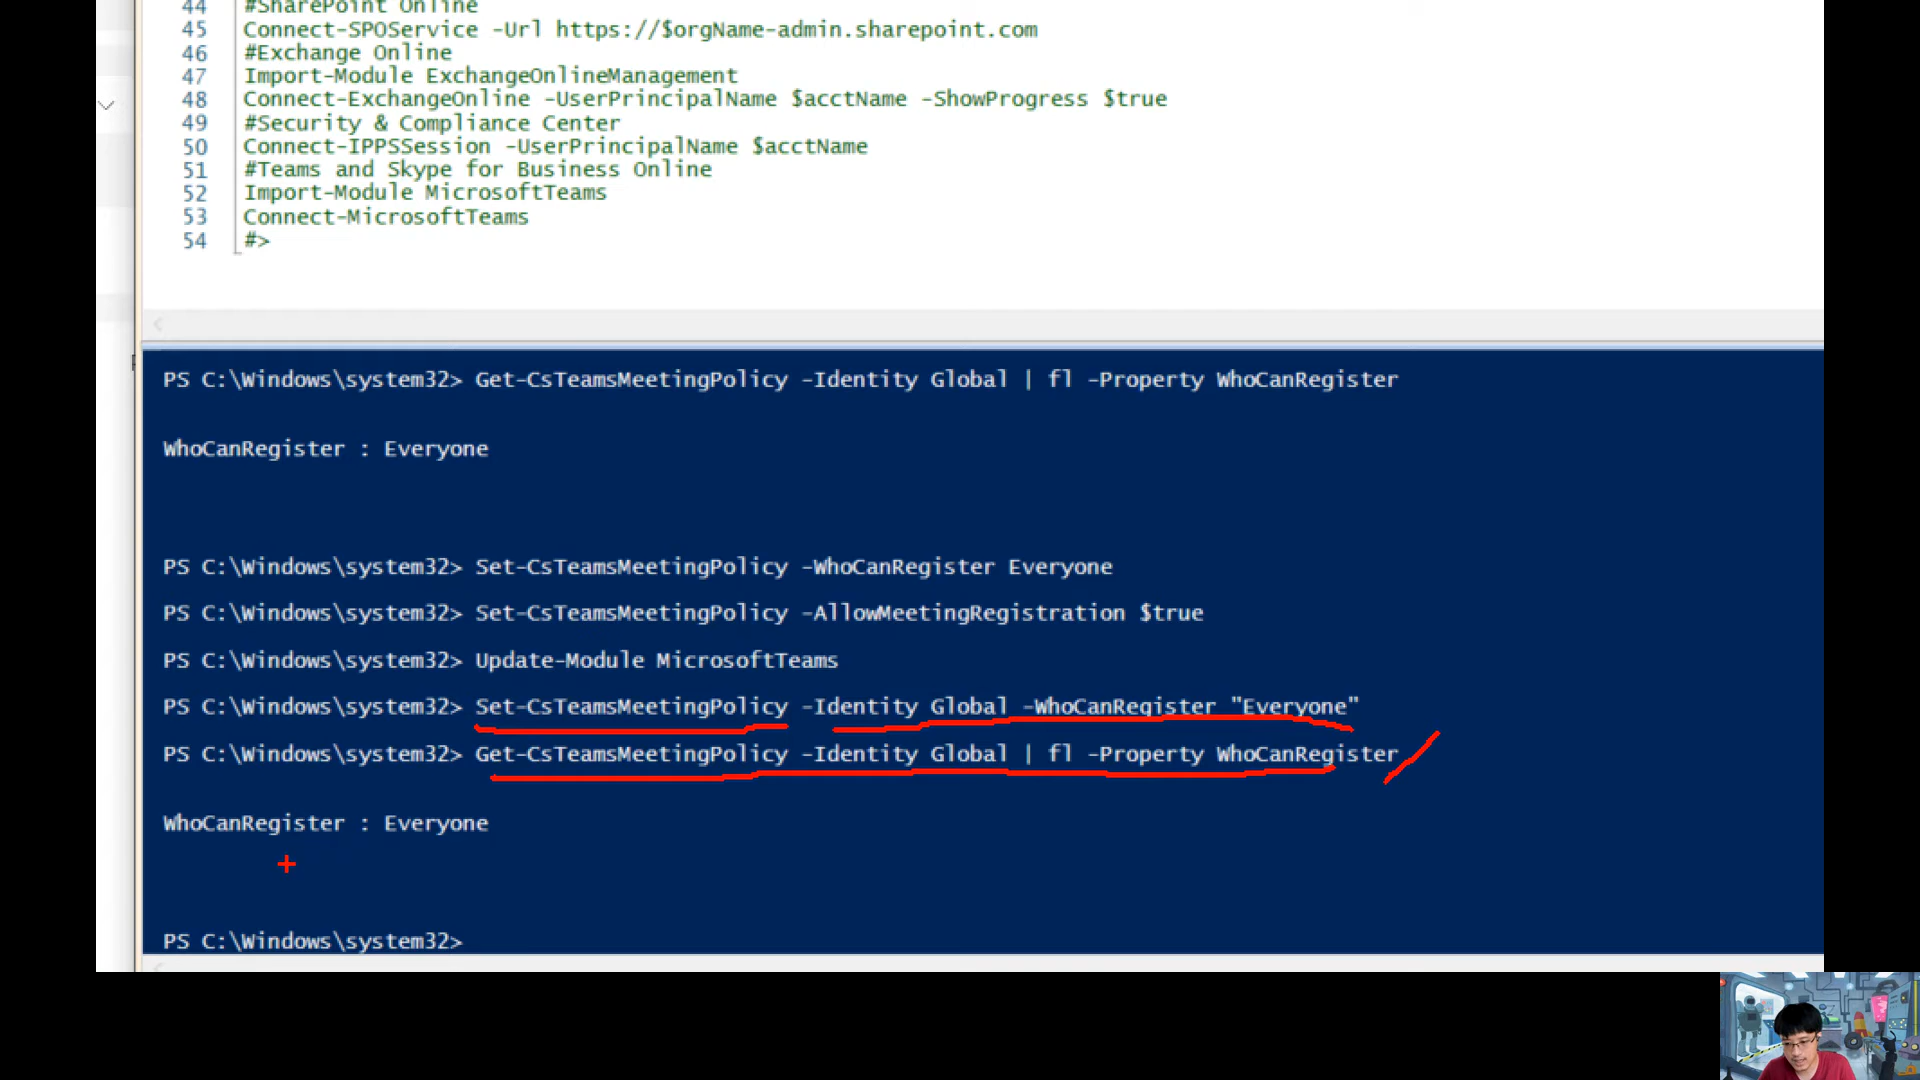 44 #SharePoint Online
45 Connect-SPOService -Url https://$orgName-admin.sharepoint.com
46 #Exchange Online
47 Import-Module ExchangeOnlineManagement
48 Connect-ExchangeOnline -UserPrincipalName $acctName -ShowProgress $true
49 #Security & Compliance Center
50 Connect-IPPSSession -UserPrincipalName $acctName
51 #Teams and Skype for Business Online
52 Import-Module MicrosoftTeams
53 Connect-MicrosoftTeams
54 #>
PS C:\Windows\system32> Get-CsTeamsMeetingPolicy -Identity Global | fl -Property WhoCanRegister
WhoCanRegister : Everyone
PS C:\Windows\system32> Set-CsTeamsMeetingPolicy -WhoCanRegister Everyone
PS C:\Windows\system32> Set-CsTeamsMeetingPolicy -AllowMeetingRegistration $true
PS C:\Windows\system32> Update-Module MicrosoftTeams
PS C:\Windows\system32> Set-CsTeamsMeetingPolicy -Identity Global -WhoCanRegister "Everyone"
PS C:\Windows\system32> Get-CsTeamsMeetingPolicy -Identity Global | fl -Property WhoCanRegister
WhoCanRegister : Everyone
PS C:\Windows\system32>